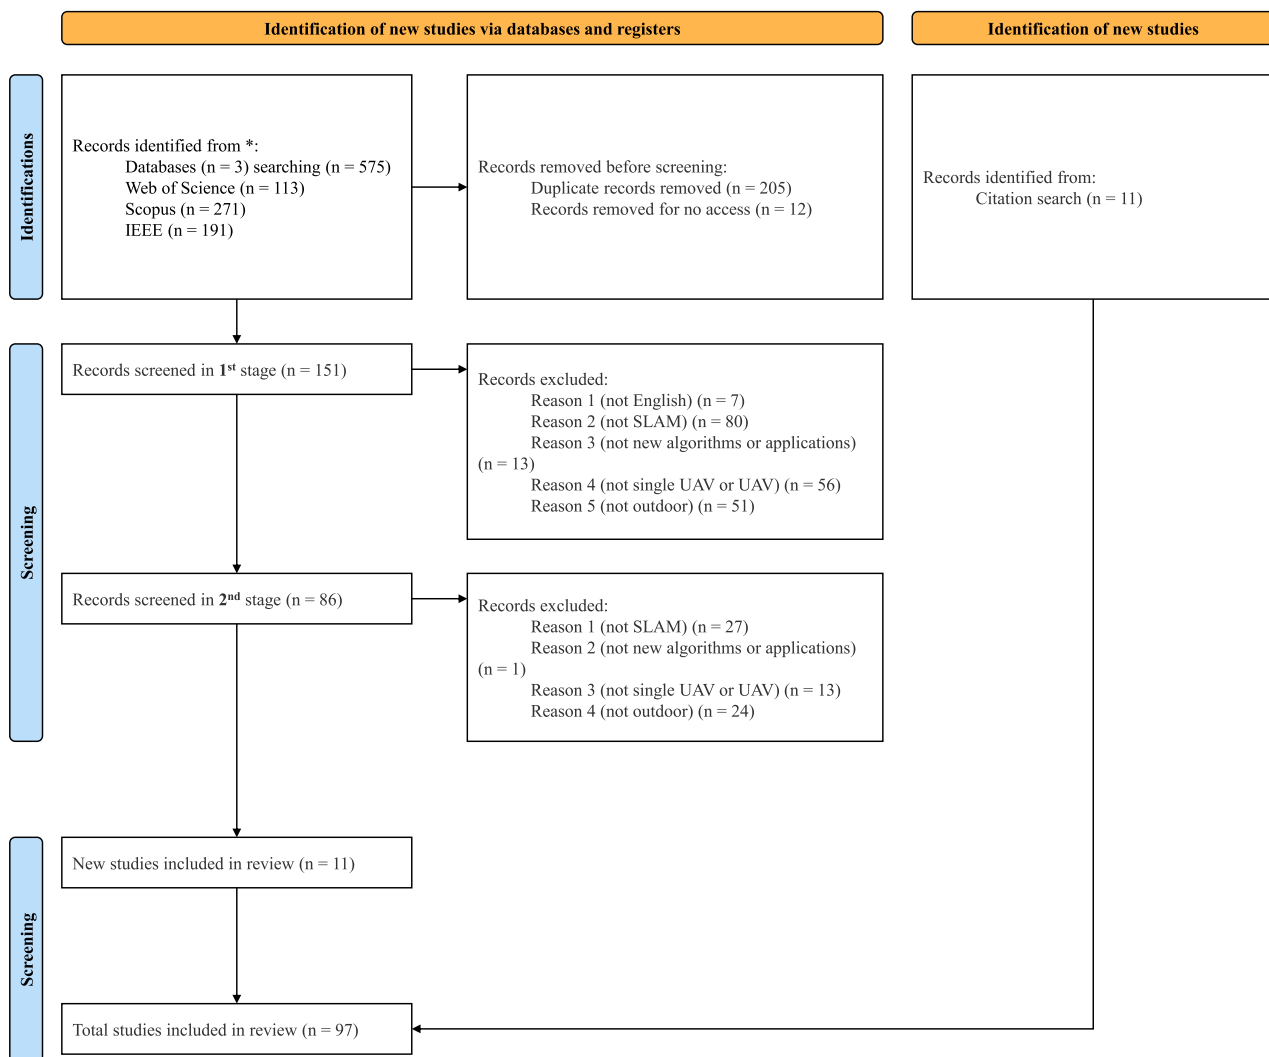 Identification of new studies via databases and registers
Identification of new studies
Identifications
Records identified from *:
Databases (n = 3) searching (n = 575)
Web of Science (n = 113)
Scopus (n = 271)
IEEE (n = 191)
Records removed before screening:
Duplicate records removed (n = 205)
Records removed for no access (n = 12)
Records identified from:
Citation search (n = 11)
Screening
Records screened in 1st stage (n = 151)
Records excluded:
Reason 1 (not English) (n = 7)
Reason 2 (not SLAM) (n = 80)
Reason 3 (not new algorithms or applications)
(n = 13)
Reason 4 (not single UAV or UAV) (n = 56)
Reason 5 (not outdoor) (n = 51)
Records screened in 2nd stage (n = 86)
Records excluded:
Reason 1 (not SLAM) (n = 27)
Reason 2 (not new algorithms or applications)
(n = 1)
Reason 3 (not single UAV or UAV) (n = 13)
Reason 4 (not outdoor) (n = 24)
Screening
New studies included in review (n = 11)
Total studies included in review (n = 97)